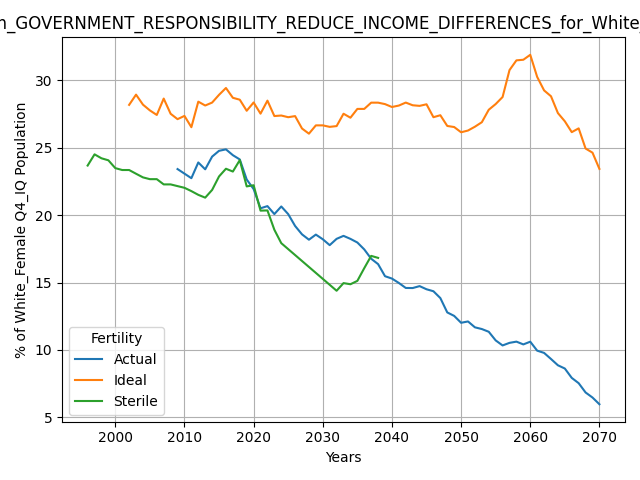 n_GOVERNMENT_RESPONSIBILITY_REDUCE_INCOME_DIFFERENCES_for_White_
% of White_Female Q4_IQ Population
30
25
20
15
10
5
Fertility
Actual
Ideal
Sterile
2000 2010 2020 2030 2040 2050 2060 2070
Years